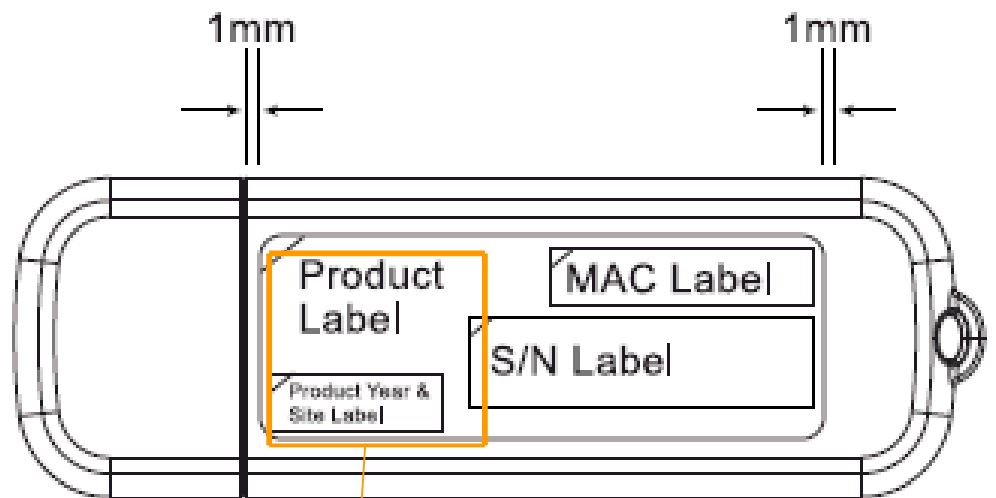 1mm 1mm
Product
Label
MAC Label
S/N Label
Product Year &
Site Label